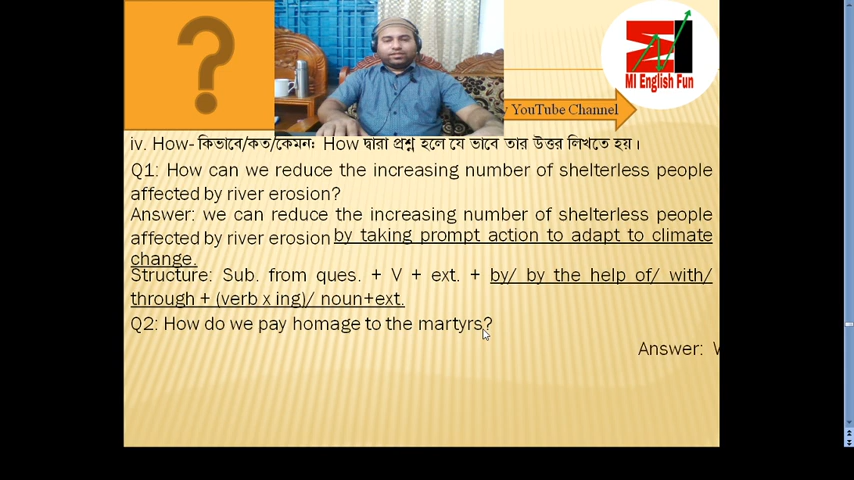 ?
MI English Fun
YouTube Channel
iv. How- কিভাবে/কত/কেমন: How দ্বারা প্রশ্ন হলে যে ভাবে তার উত্তর লিখতে হয়।
Q1: How can we reduce the increasing number of shelterless people
affected by river erosion?
Answer: we can reduce the increasing number of shelterless people
affected by river erosion by taking prompt action to adapt to climate
change.
Structure: Sub. from ques. + V + ext. + by/ by the help of/ with/
through + (verb x ing)/ noun+ext.
Q2: How do we pay homage to the martyrs?
Answer: